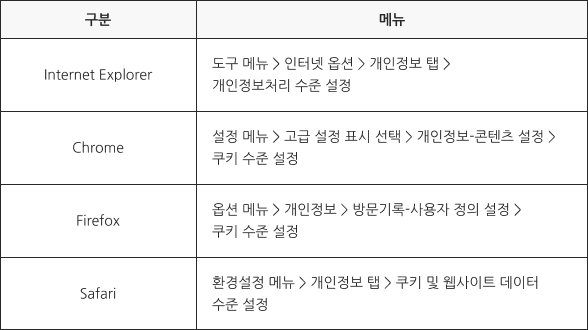 구분
메뉴
Internet Explorer
도구 메뉴 > 인터넷 옵션 > 개인정보 탭 >
개인정보처리 수준 설정
Chrome
설정 메뉴 > 고급 설정 표시 선택 > 개인정보-콘텐츠 설정 >
쿠키 수준 설정
Firefox
옵션 메뉴 > 개인정보 > 방문기록-사용자 정의 설정 >
쿠키 수준 설정
Safari
환경설정 메뉴 > 개인정보 탭 > 쿠키 및 웹사이트 데이터
수준 설정